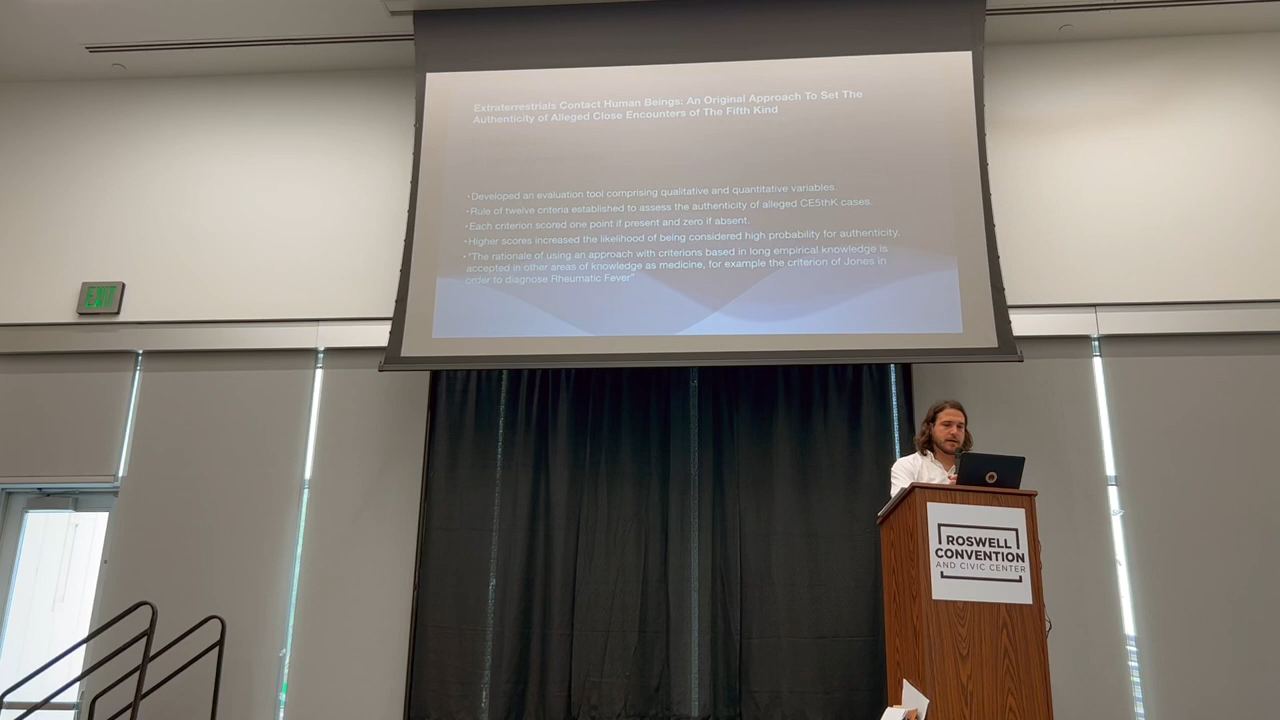 Extraterrestrials Contact Human Beings: An Original Approach To Set The
Authenticity of Alleged Close Encounters of The Fifth Kind
•Developed an evaluation tool comprising qualitative and quantitative variables.
•Rule of twelve criteria established to assess the authenticity of alleged CE5thK cases.
•Each criterion scored one point if present and zero if absent.
•Higher scores increased the likelihood of being considered high probability for authenticity.
•"The rationale of using an approach with criterions based in long empirical knowledge is
accepted in other areas of knowledge as medicine, for example the criterion of Jones in
order to diagnose Rheumatic Fever"
EXIT
ROSWELL
CONVENTION
AND CIVIC CENTER